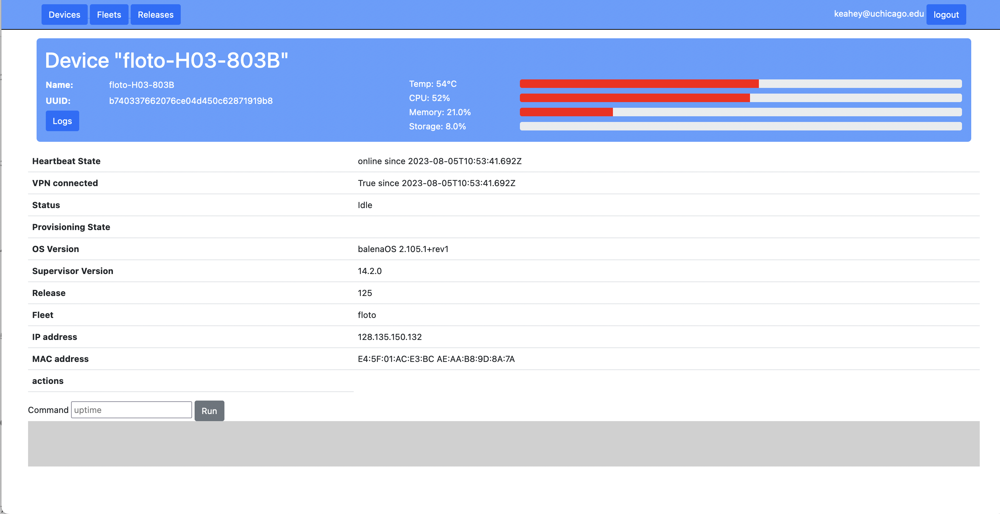 Devices Fleets Releases keahey@uchicago.edu logout
Device "floto-H03-803B"
Name: floto-H03-803B
UUID: b740337662076ce04d450c62871919b8
Logs
Temp: 54°C
CPU: 52%
Memory: 21.0%
Storage: 8.0%
Heartbeat State online since 2023-08-05T10:53:41.692Z
VPN connected True since 2023-08-05T10:53:41.692Z
Status Idle
Provisioning State
OS Version balenaOS 2.105.1+rev1
Supervisor Version 14.2.0
Release 125
Fleet floto
IP address 128.135.150.132
MAC address E4:5F:01:AC:E3:BC AE:AA:B8:9D:8A:7A
actions
Command uptime Run